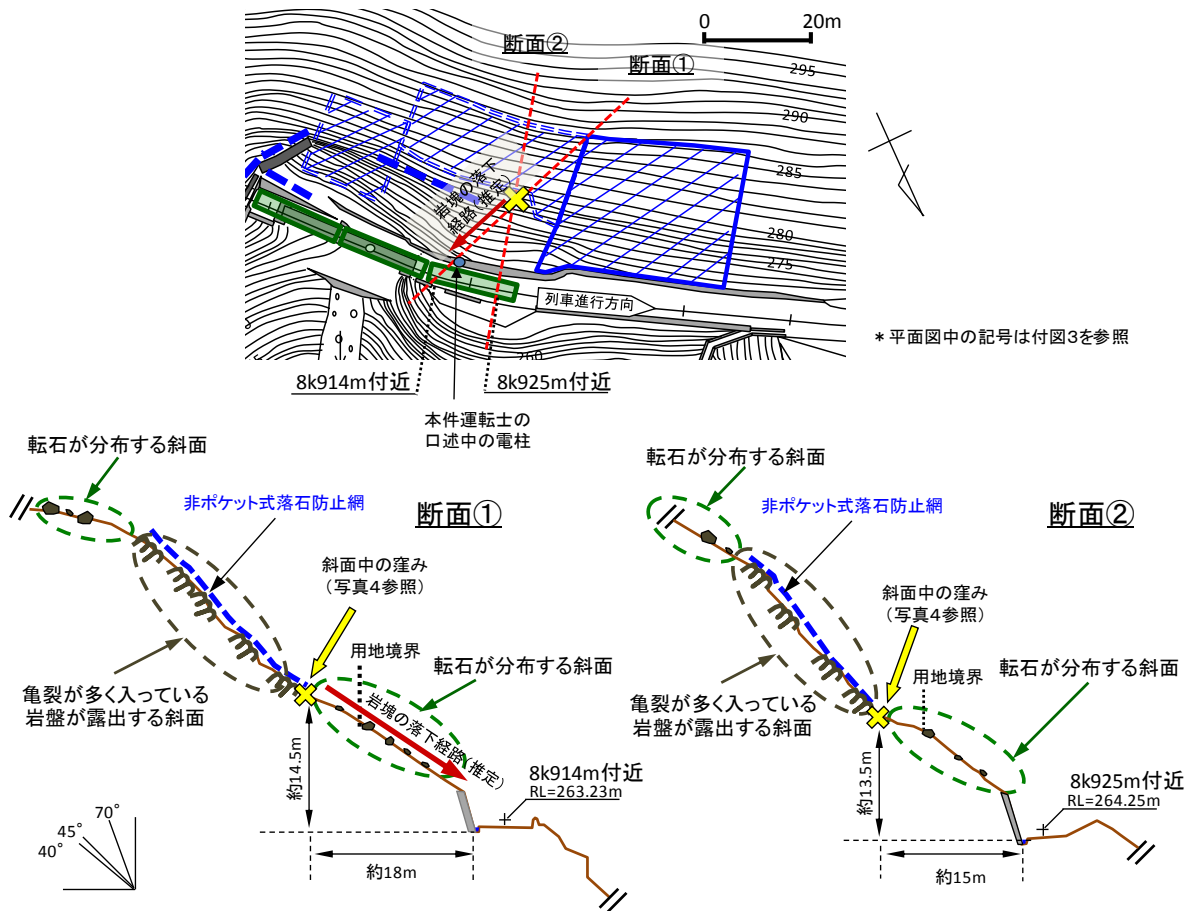 0 20m
断面②
断面①
295
290
285
280
275
260
岩塊の落下
経路(推定)
列車進行方向
*平面図中の記号は付図3を参照
8k914m付近
8k925m付近
本件運転士の
口述中の電柱
転石が分布する斜面
非ポケット式落石防止網
断面①
斜面中の窪み
(写真4参照)
用地境界
転石が分布する斜面
亀裂が多く入っている
岩盤が露出する斜面
岩塊の落下経路(推定)
約14.5m
8k914m付近
RL=263.23m
約18m
70°
45°
40°
転石が分布する斜面
非ポケット式落石防止網
断面②
斜面中の窪み
(写真4参照)
用地境界
転石が分布する斜面
亀裂が多く入っている
岩盤が露出する斜面
約13.5m
8k925m付近
RL=264.25m
約15m